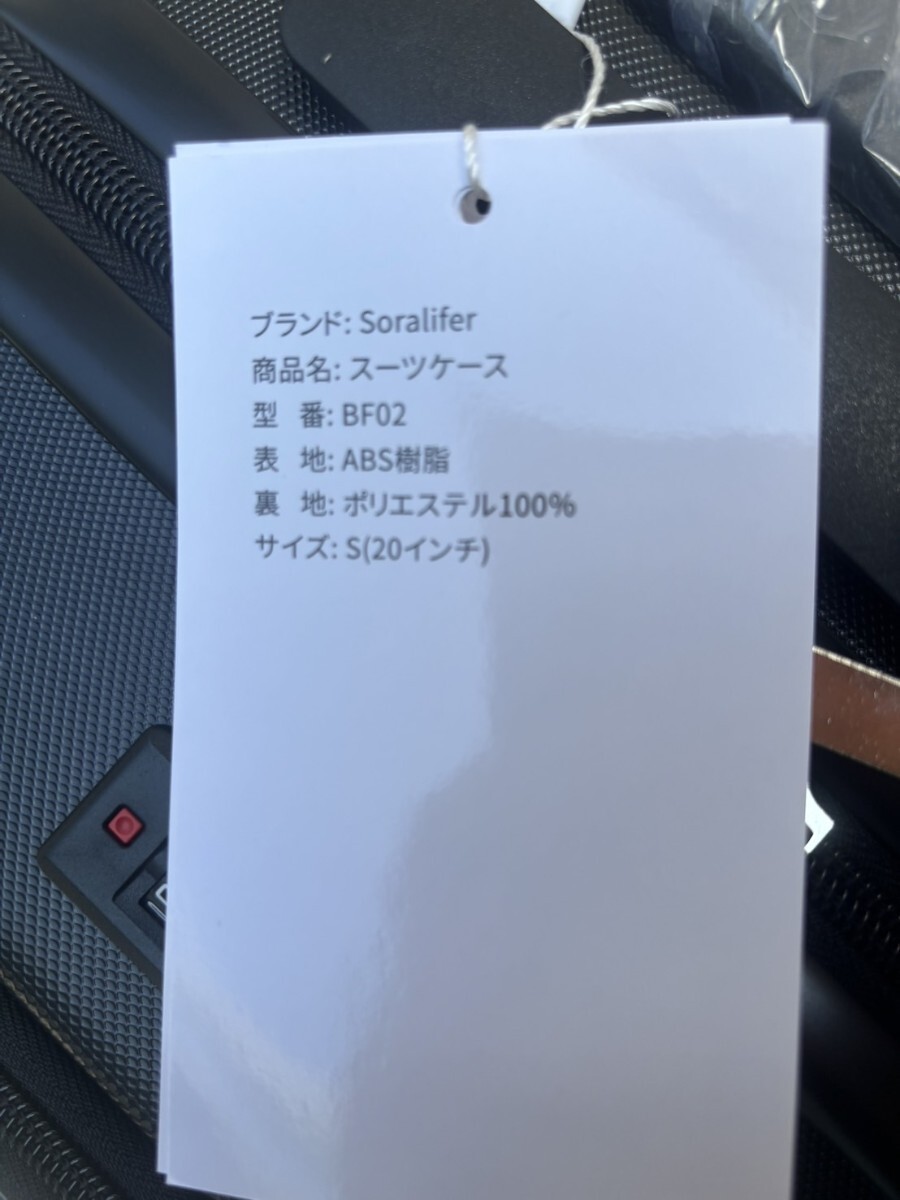 ブランド: Soralifer
商品名: スーツケース
型　番: BF02
表　地: ABS樹脂
裏　地: ポリエステル100%
サイズ: S(20インチ)